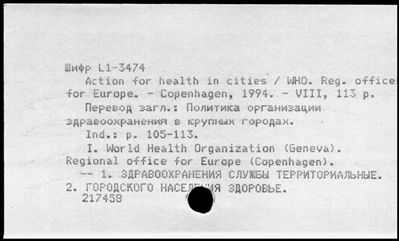 Шифр L1-3474
Action for health in cities / WHO. Reg. office
for Europe. - Copenhagen, 1994. - VIII, 113 p.
Перевод загл.: Политика организации
здравоохранения в крупных городах.
Ind.: p. 105-113.
I. World Health Organization (Geneva).
Regional office for Europe (Copenhagen).
-- 1. ЗДРАВООХРАНЕНИЯ СЛУЖБЫ ТЕРРИТОРИАЛЬНЫЕ.
2. ГОРОДСКОГО НАСЕЛЕНИЯ ЗДОРОВЬЕ.
217458